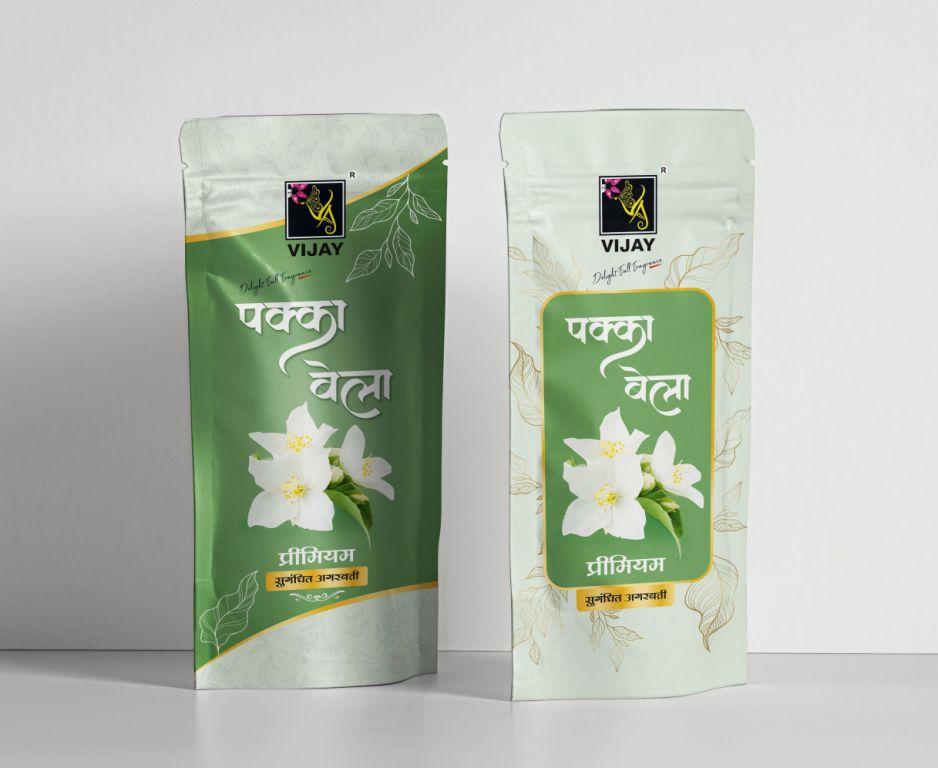 R
VIJAY
Delight Full Fragrance
पक्का
वेला
प्रीमियम
सुगंधित अगरबत्ती
R
VIJAY
Delight Full Fragrance
पक्का
वेला
प्रीमियम
सुगंधित अगरबत्ती